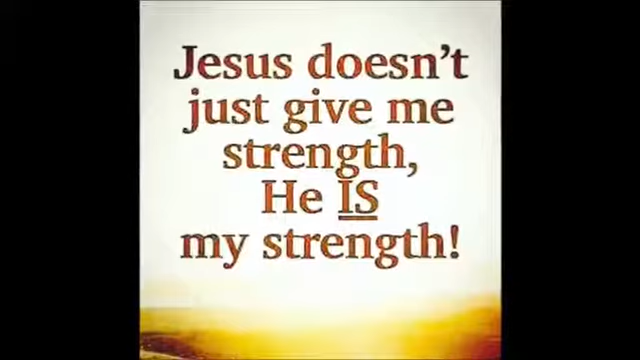 Jesus doesn't
just give me
strength,
He IS
my strength!